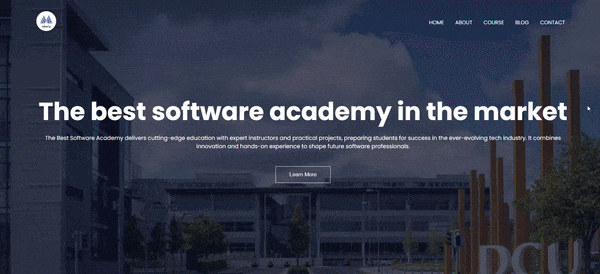 HOME ABOUT COURSE BLOG CONTACT
The best software academy in the market
The Best Software Academy delivers cutting-edge education with expert instructors and practical projects, preparing students for success in the ever-evolving tech industry. It combines
innovation and hands-on experience to shape future software professionals.
Learn More
DCU